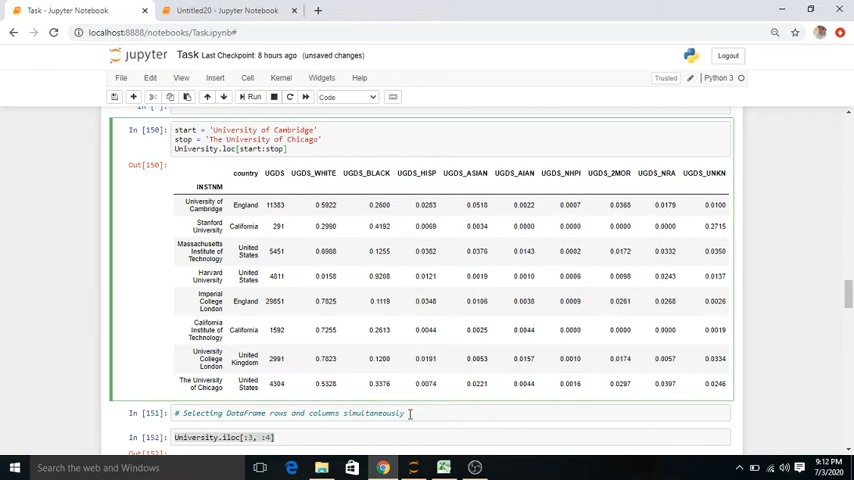 Task - Jupyter Notebook
Untitled20 - Jupyter Notebook
localhost:8888/notebooks/Task.ipynb#
jupyter Task Last Checkpoint: 8 hours ago (unsaved changes)
Logout
File Edit View Insert Cell Kernel Widgets Help
Trusted Python 3
Run Code
In [ ]:
In [150] start = 'University of Cambridge'
stop = 'The University of Chicago'
University.loc[start:stop]
Out[150]:
country UGDS UGDS_WHITE UGDS_BLACK UGDS_HISP UGDS_ASIAN UGDS_AIAN UGDS_NHPI UGDS_2MOR UGDS_NRA UGDS_UNKN
INSTNM
University of Cambridge England 11383 0.5922 0.2600 0.0283 0.0518 0.0022 0.0007 0.0368 0.0179 0.0100
Stanford University California 291 0.2990 0.4192 0.0069 0.0034 0.0000 0.0000 0.0000 0.0000 0.2715
Massachusetts Institute of Technology United States 5451 0.6988 0.1255 0.0382 0.0376 0.0143 0.0002 0.0172 0.0332 0.0350
Harvard University United States 4811 0.0158 0.9208 0.0121 0.0019 0.0010 0.0006 0.0098 0.0243 0.0137
Imperial College London England 29851 0.7825 0.1119 0.0348 0.0106 0.0038 0.0009 0.0261 0.0268 0.0026
California Institute of Technology California 1592 0.7255 0.2613 0.0044 0.0025 0.0044 0.0000 0.0000 0.0000 0.0019
University College London United Kingdom 2991 0.7823 0.1200 0.0191 0.0053 0.0157 0.0010 0.0174 0.0057 0.0334
The University of Chicago United States 4304 0.5328 0.3376 0.0074 0.0221 0.0044 0.0016 0.0297 0.0397 0.0246
In [151] # Selecting DataFrame rows and columns simultaneously
In [152] University.iloc[:3, :4]
Out[152]:
Search the web and Windows
9:12 PM
7/3/2020